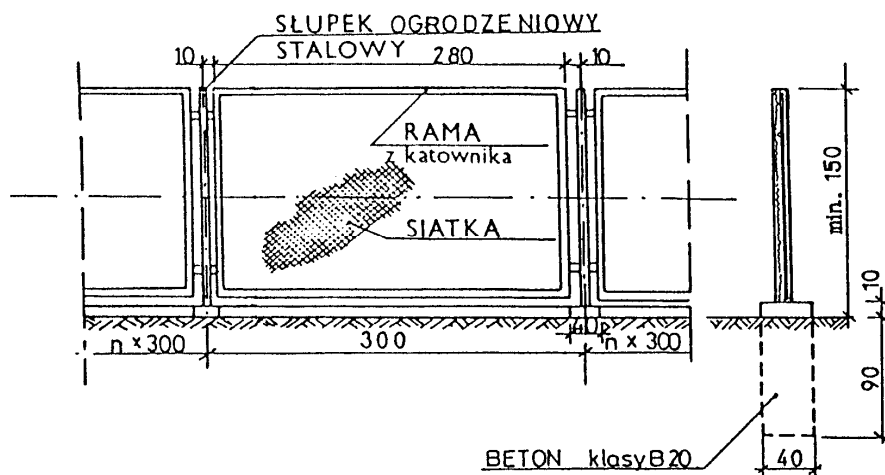 SŁUPEK OGRODZENIOWY
STALOWY
10 280 10
RAMA
z katownika
SIATKA
min. 150
10
40
n × 300 300 n × 300
90
BETON klasy B20
40